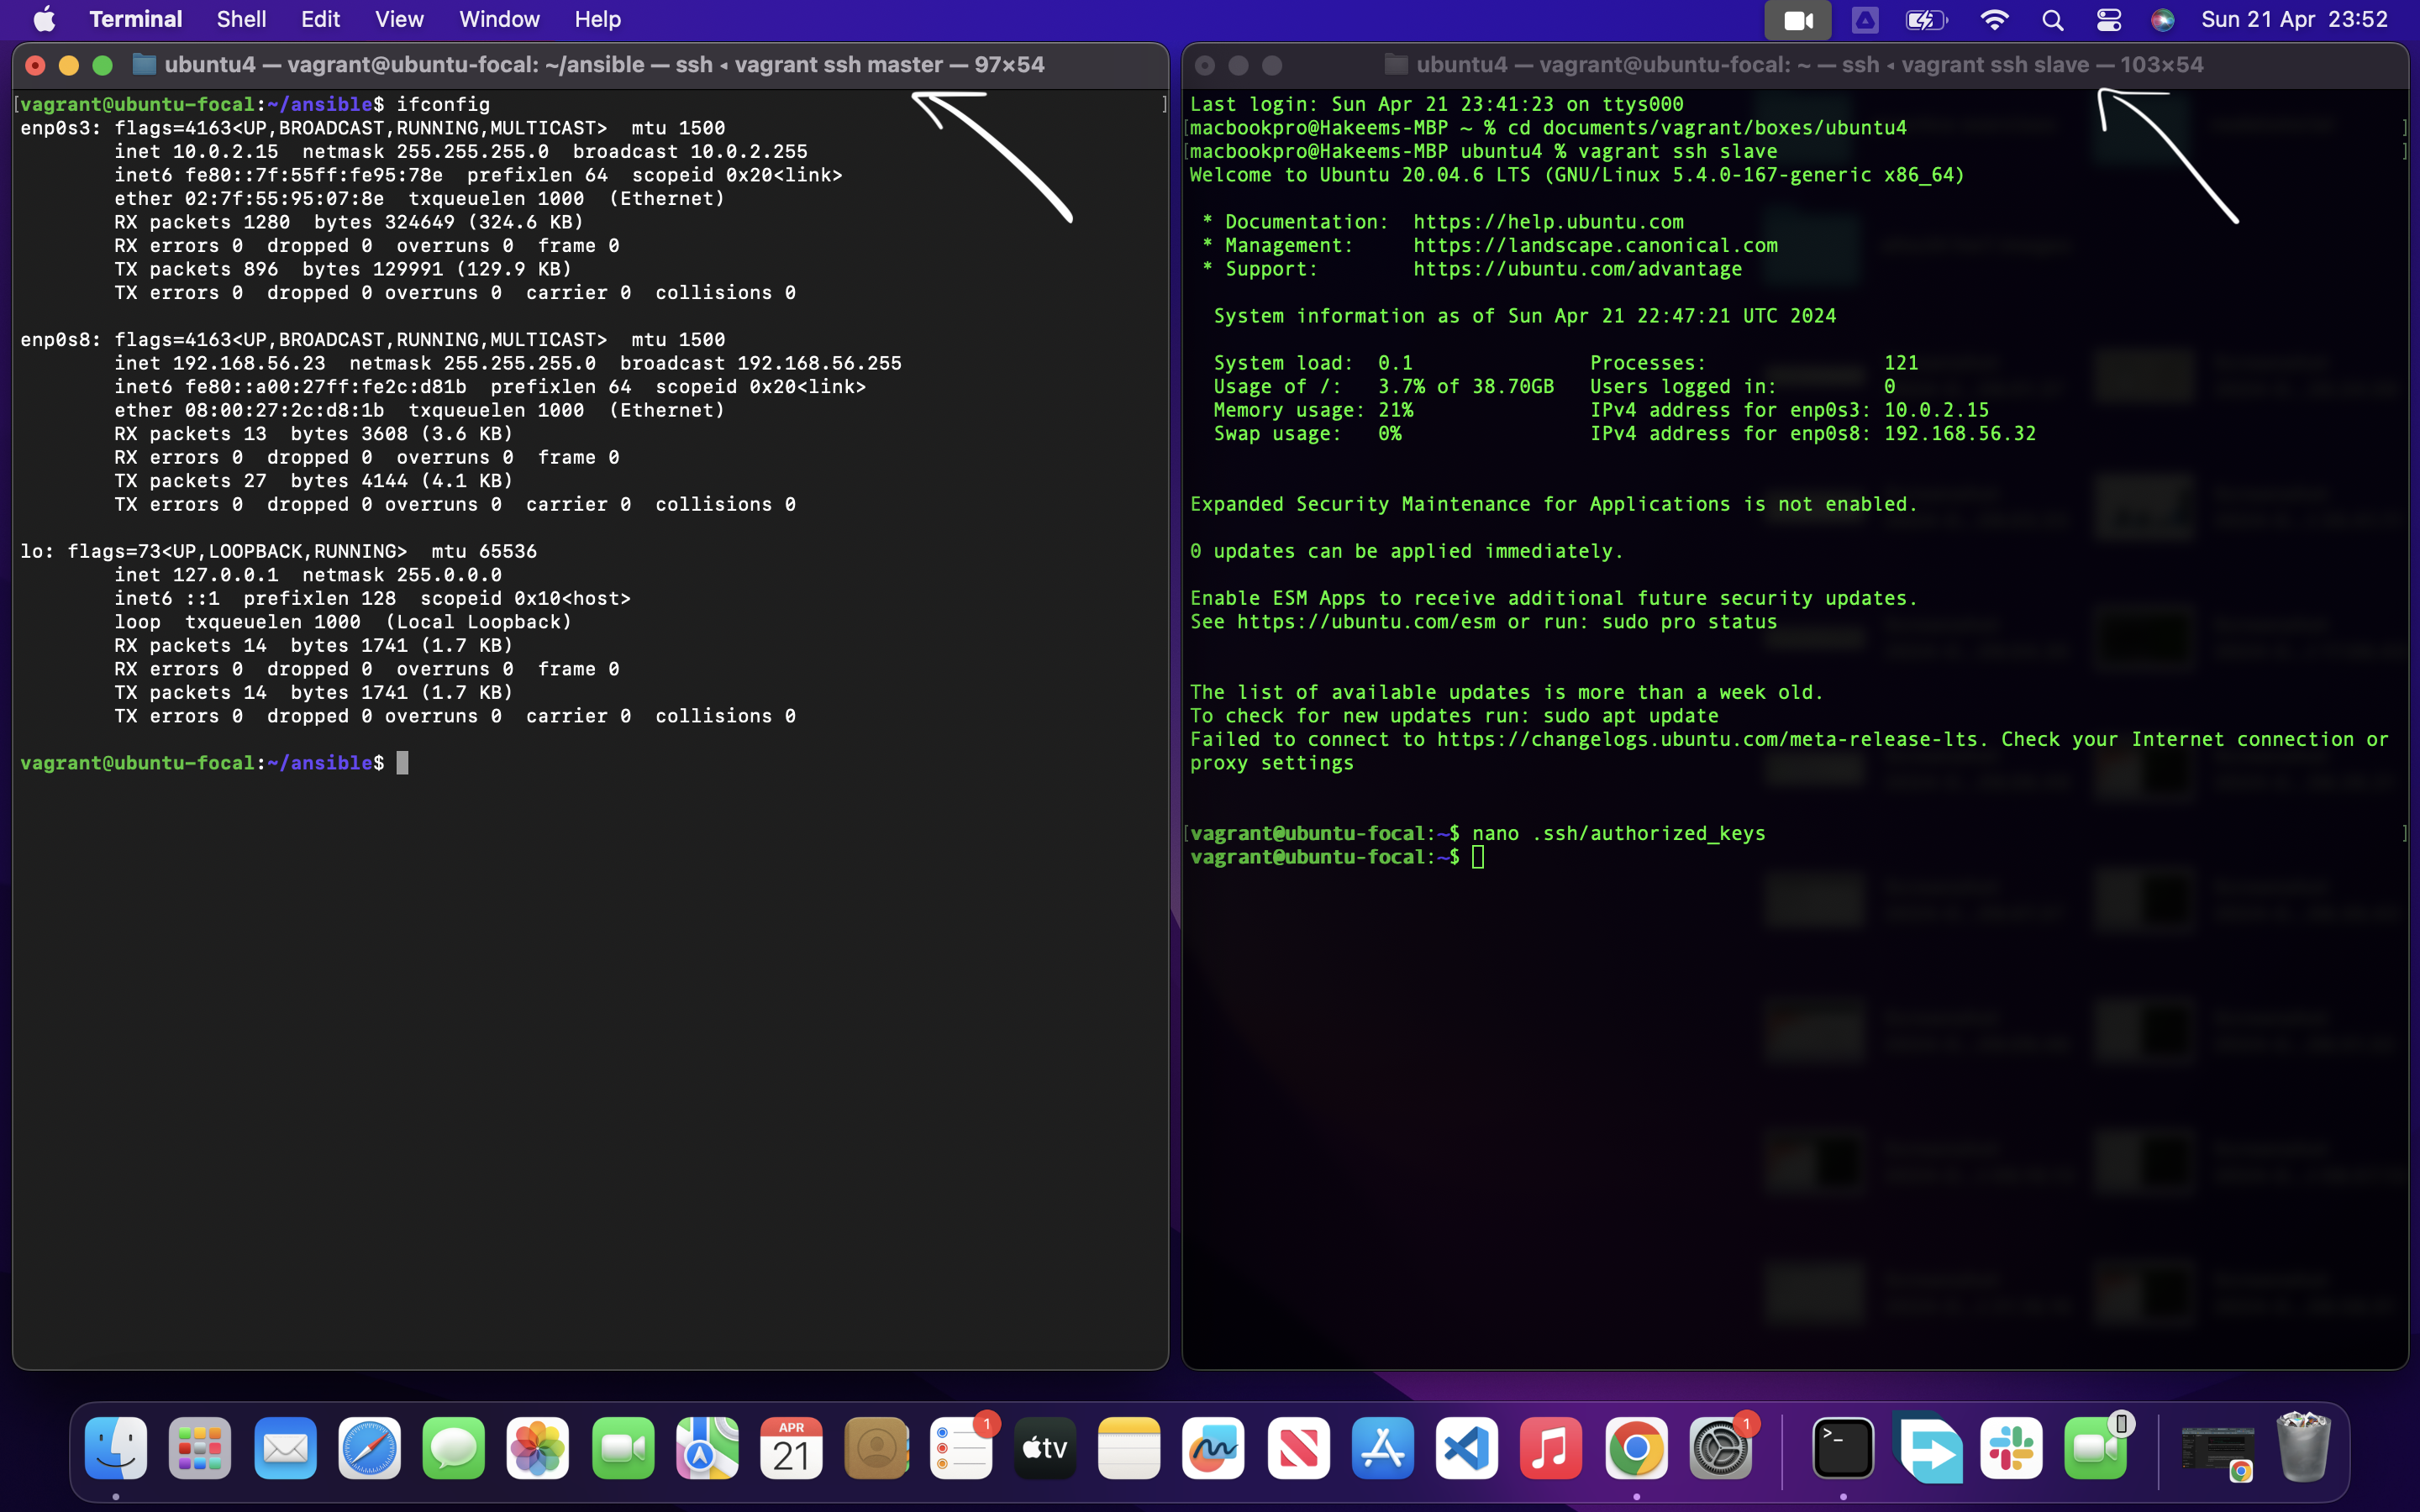 Terminal Shell Edit View Window Help Sun 21 Apr 23:52
ubuntu4 — vagrant@ubuntu-focal: ~/ansible — ssh ◂ vagrant ssh master — 97×54
[vagrant@ubuntu-focal:~/ansible$ ifconfig ]
enp0s3: flags=4163<UP,BROADCAST,RUNNING,MULTICAST>  mtu 1500
        inet 10.0.2.15  netmask 255.255.255.0  broadcast 10.0.2.255
        inet6 fe80::7f:55ff:fe95:78e  prefixlen 64  scopeid 0x20<link>
        ether 02:7f:55:95:07:8e  txqueuelen 1000  (Ethernet)
        RX packets 1280  bytes 324649 (324.6 KB)
        RX errors 0  dropped 0  overruns 0  frame 0
        TX packets 896  bytes 129991 (129.9 KB)
        TX errors 0  dropped 0 overruns 0  carrier 0  collisions 0
enp0s8: flags=4163<UP,BROADCAST,RUNNING,MULTICAST>  mtu 1500
        inet 192.168.56.23  netmask 255.255.255.0  broadcast 192.168.56.255
        inet6 fe80::a00:27ff:fe2c:d81b  prefixlen 64  scopeid 0x20<link>
        ether 08:00:27:2c:d8:1b  txqueuelen 1000  (Ethernet)
        RX packets 13  bytes 3608 (3.6 KB)
        RX errors 0  dropped 0  overruns 0  frame 0
        TX packets 27  bytes 4144 (4.1 KB)
        TX errors 0  dropped 0 overruns 0  carrier 0  collisions 0
lo: flags=73<UP,LOOPBACK,RUNNING>  mtu 65536
        inet 127.0.0.1  netmask 255.0.0.0
        inet6 ::1  prefixlen 128  scopeid 0x10<host>
        loop  txqueuelen 1000  (Local Loopback)
        RX packets 14  bytes 1741 (1.7 KB)
        RX errors 0  dropped 0  overruns 0  frame 0
        TX packets 14  bytes 1741 (1.7 KB)
        TX errors 0  dropped 0 overruns 0  carrier 0  collisions 0
vagrant@ubuntu-focal:~/ansible$
ubuntu4 — vagrant@ubuntu-focal: ~ — ssh ◂ vagrant ssh slave — 103×54
Last login: Sun Apr 21 23:41:23 on ttys000
[macbookpro@Hakeems-MBP ~ % cd documents/vagrant/boxes/ubuntu4 ]
[macbookpro@Hakeems-MBP ubuntu4 % vagrant ssh slave ]
Welcome to Ubuntu 20.04.6 LTS (GNU/Linux 5.4.0-167-generic x86_64)
 * Documentation:  https://help.ubuntu.com
 * Management:     https://landscape.canonical.com
 * Support:        https://ubuntu.com/advantage
  System information as of Sun Apr 21 22:47:21 UTC 2024
  System load:  0.1               Processes:               121
  Usage of /:   3.7% of 38.70GB   Users logged in:         0
  Memory usage: 21%               IPv4 address for enp0s3: 10.0.2.15
  Swap usage:   0%                IPv4 address for enp0s8: 192.168.56.32
Expanded Security Maintenance for Applications is not enabled.
0 updates can be applied immediately.
Enable ESM Apps to receive additional future security updates.
See https://ubuntu.com/esm or run: sudo pro status
The list of available updates is more than a week old.
To check for new updates run: sudo apt update
Failed to connect to https://changelogs.ubuntu.com/meta-release-lts. Check your Internet connection or
proxy settings
[vagrant@ubuntu-focal:~$ nano .ssh/authorized_keys ]
vagrant@ubuntu-focal:~$
APR
21
1
tv
1
>_